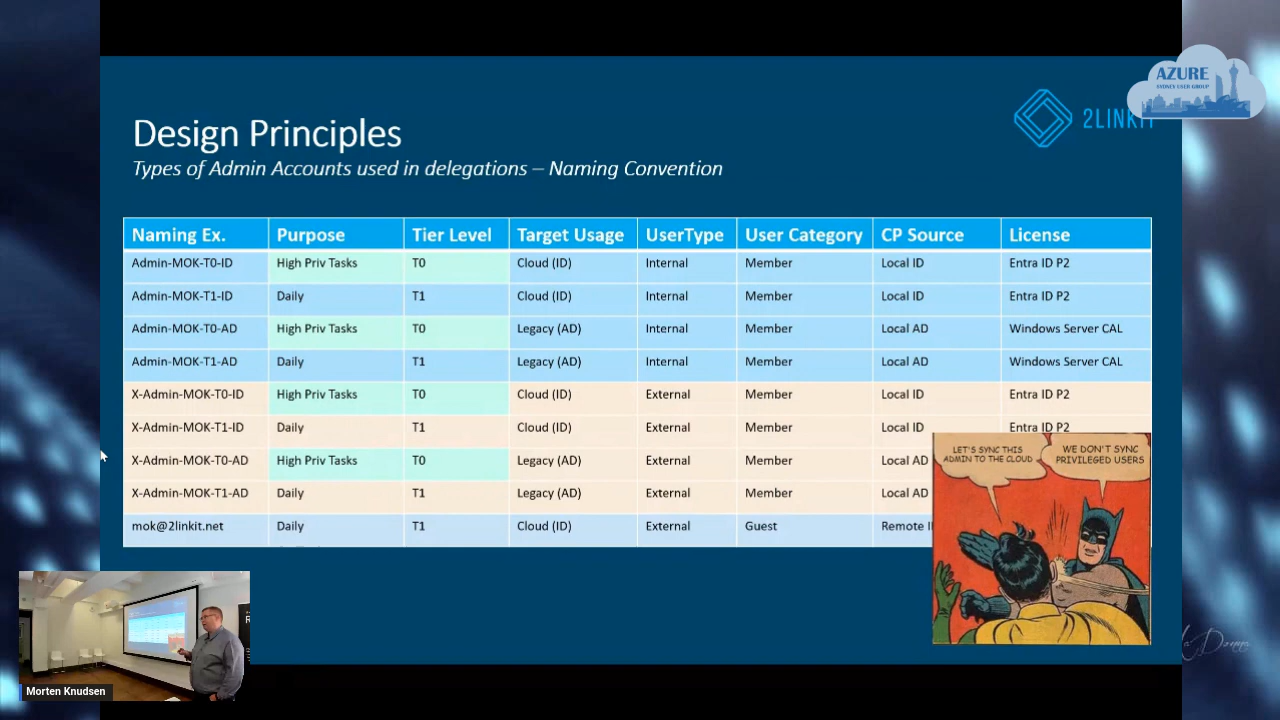 AZURE
SYDNEY USER GROUP
2LINKIT
Design Principles
Types of Admin Accounts used in delegations – Naming Convention
Naming Ex. Purpose Tier Level Target Usage UserType User Category CP Source License
Admin-MOK-T0-ID High Priv Tasks T0 Cloud (ID) Internal Member Local ID Entra ID P2
Admin-MOK-T1-ID Daily T1 Cloud (ID) Internal Member Local ID Entra ID P2
Admin-MOK-T0-AD High Priv Tasks T0 Legacy (AD) Internal Member Local AD Windows Server CAL
Admin-MOK-T1-AD Daily T1 Legacy (AD) Internal Member Local AD Windows Server CAL
X-Admin-MOK-T0-ID High Priv Tasks T0 Cloud (ID) External Member Local ID Entra ID P2
X-Admin-MOK-T1-ID Daily T1 Cloud (ID) External Member Local ID Entra ID P2
X-Admin-MOK-T0-AD High Priv Tasks T0 Legacy (AD) External Member Local AD
X-Admin-MOK-T1-AD Daily T1 Legacy (AD) External Member Local AD
mok@2linkit.net Daily T1 Cloud (ID) External Guest Remote
LET'S SYNC THIS
ADMIN TO THE CLOUD
WE DON'T SYNC
PRIVILEGED USERS
Morten Knudsen